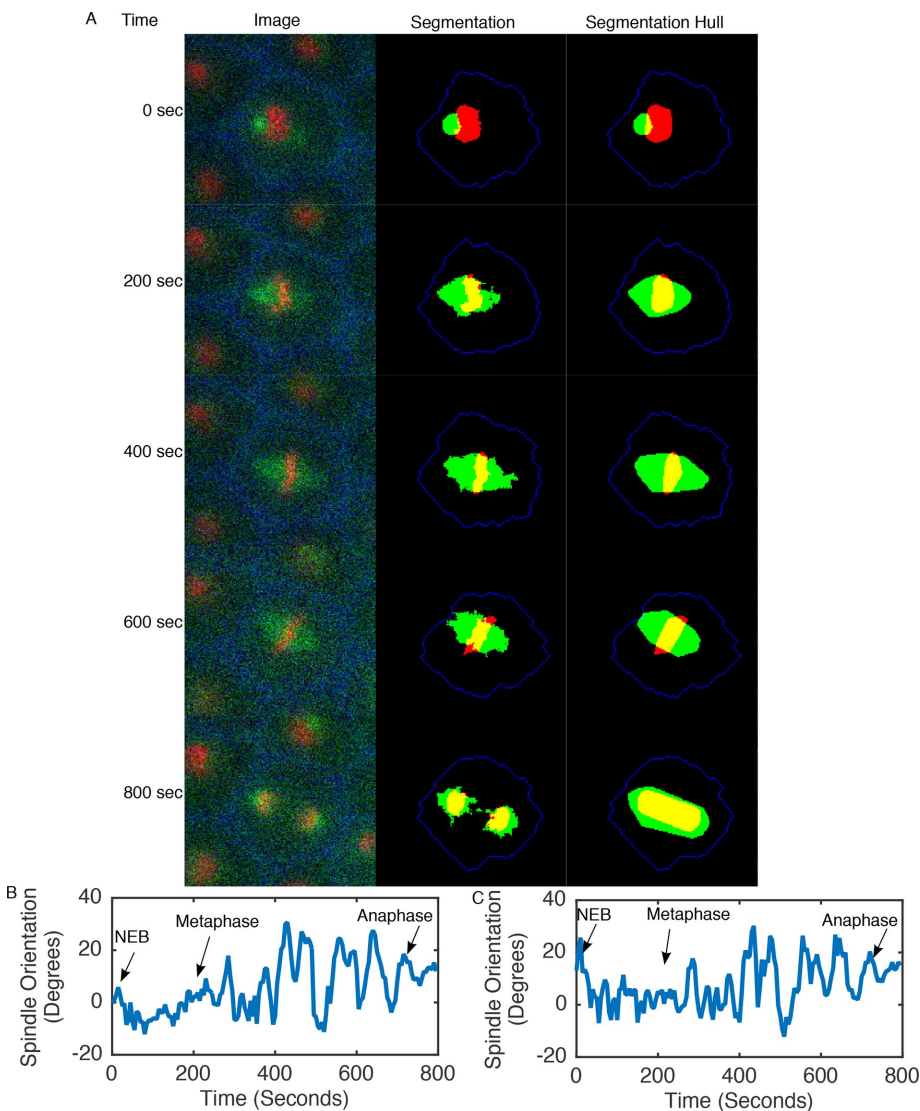 A Time Image Segmentation Segmentation Hull
0 sec
200 sec
400 sec
600 sec
800 sec
B
40
20
0
-20
Spindle Orientation
(Degrees)
NEB
Metaphase
Anaphase
0 200 400 600 800
Time (Seconds)
C
40
20
0
-20
Spindle Orientation
(Degrees)
NEB
Metaphase
Anaphase
0 200 400 600 800
Time (Seconds)